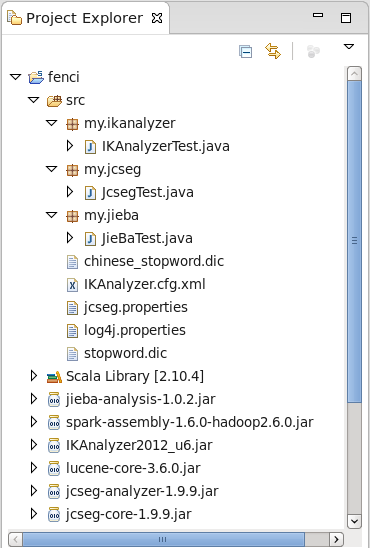 Project Explorer
fenci
src
my.ikanalyzer
IKAnalyzerTest.java
my.jcseg
JcsegTest.java
my.jieba
JieBaTest.java
chinese_stopword.dic
IKAnalyzer.cfg.xml
jcseg.properties
log4j.properties
stopword.dic
Scala Library [2.10.4]
jieba-analysis-1.0.2.jar
spark-assembly-1.6.0-hadoop2.6.0.jar
IKAnalyzer2012_u6.jar
lucene-core-3.6.0.jar
jcseg-analyzer-1.9.9.jar
jcseg-core-1.9.9.jar